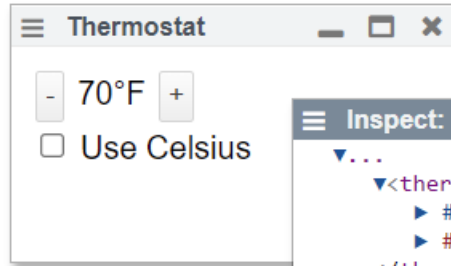 Thermostat
- 70°F +
Use Celsius
Inspect:
▼...
▼<ther
▶ #
▶ #